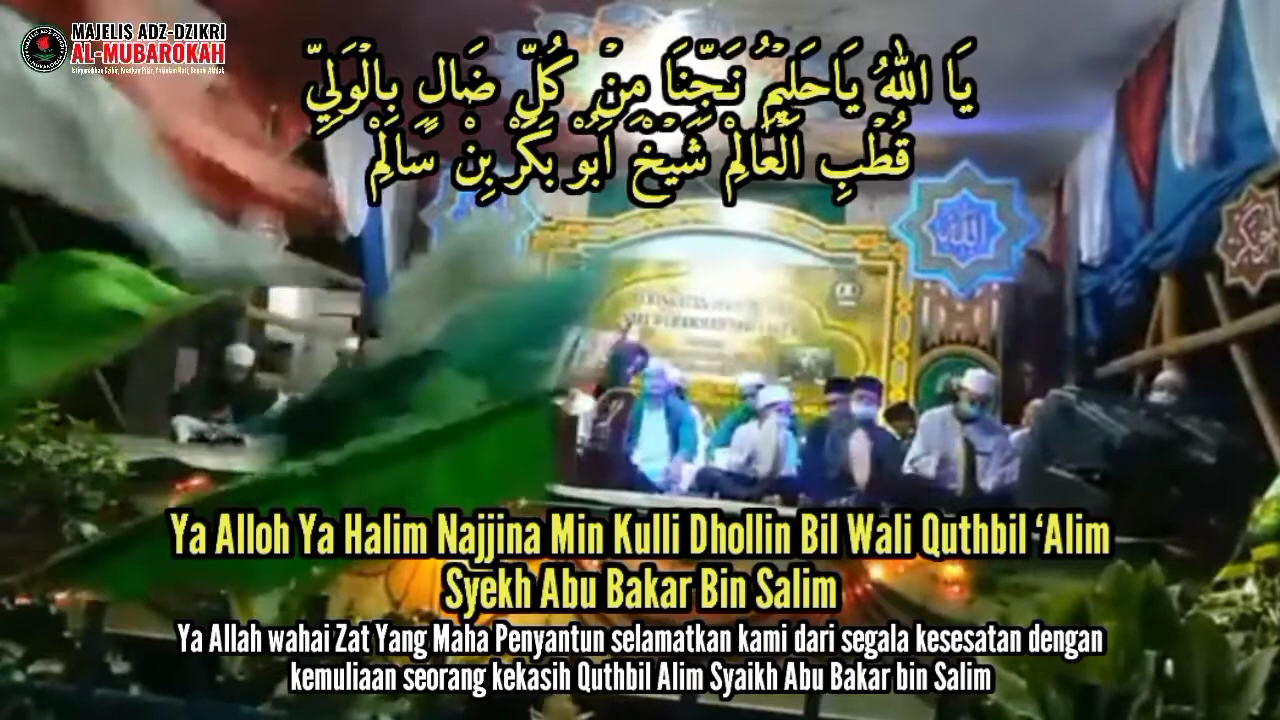 MAJELIS ADZ-DZIKRI
AL-MUBAROKAH
يَا اللهُ يَاحَلِيْمُ نَجِّنَا مِنْ كُلِّ ضَالٍ بِالْوَلِيِّ
قُطْبِ الْعَالِمْ شَيْخْ اَبُوْ بَكَرْ بِنْ سَالِمْ
الله
Ya Alloh Ya Halim Najjina Min Kulli Dhollin Bil Wali Quthbil ‘Alim
Syekh Abu Bakar Bin Salim
Ya Allah wahai Zat Yang Maha Penyantun selamatkan kami dari segala kesesatan dengan
kemuliaan seorang kekasih Quthbil Alim Syaikh Abu Bakar bin Salim